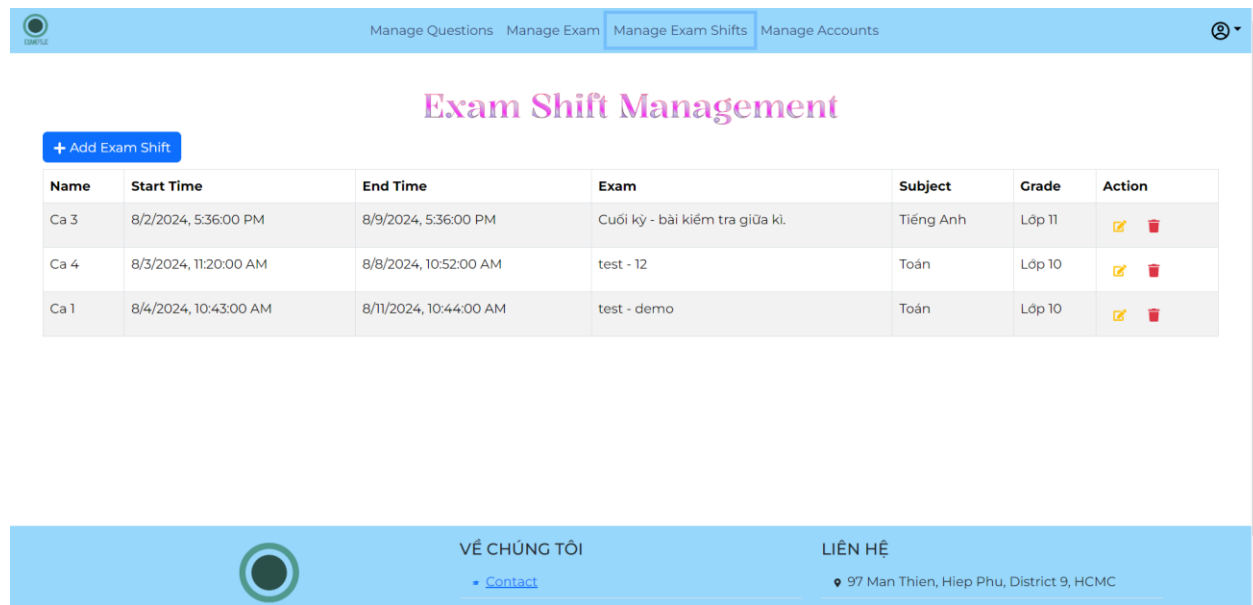 Manage Questions Manage Exam Manage Exam Shifts Manage Accounts
Exam Shift Management
+ Add Exam Shift
Name Start Time End Time Exam Subject Grade Action
Ca 3 8/2/2024, 5:36:00 PM 8/9/2024, 5:36:00 PM Cuối kỳ - bài kiểm tra giữa kì. Tiếng Anh Lớp 11
Ca 4 8/3/2024, 11:20:00 AM 8/8/2024, 10:52:00 AM test - 12 Toán Lớp 10
Ca 1 8/4/2024, 10:43:00 AM 8/11/2024, 10:44:00 AM test - demo Toán Lớp 10
VỀ CHÚNG TÔI LIÊN HỆ
Contact 97 Man Thien, Hiep Phu, District 9, HCMC